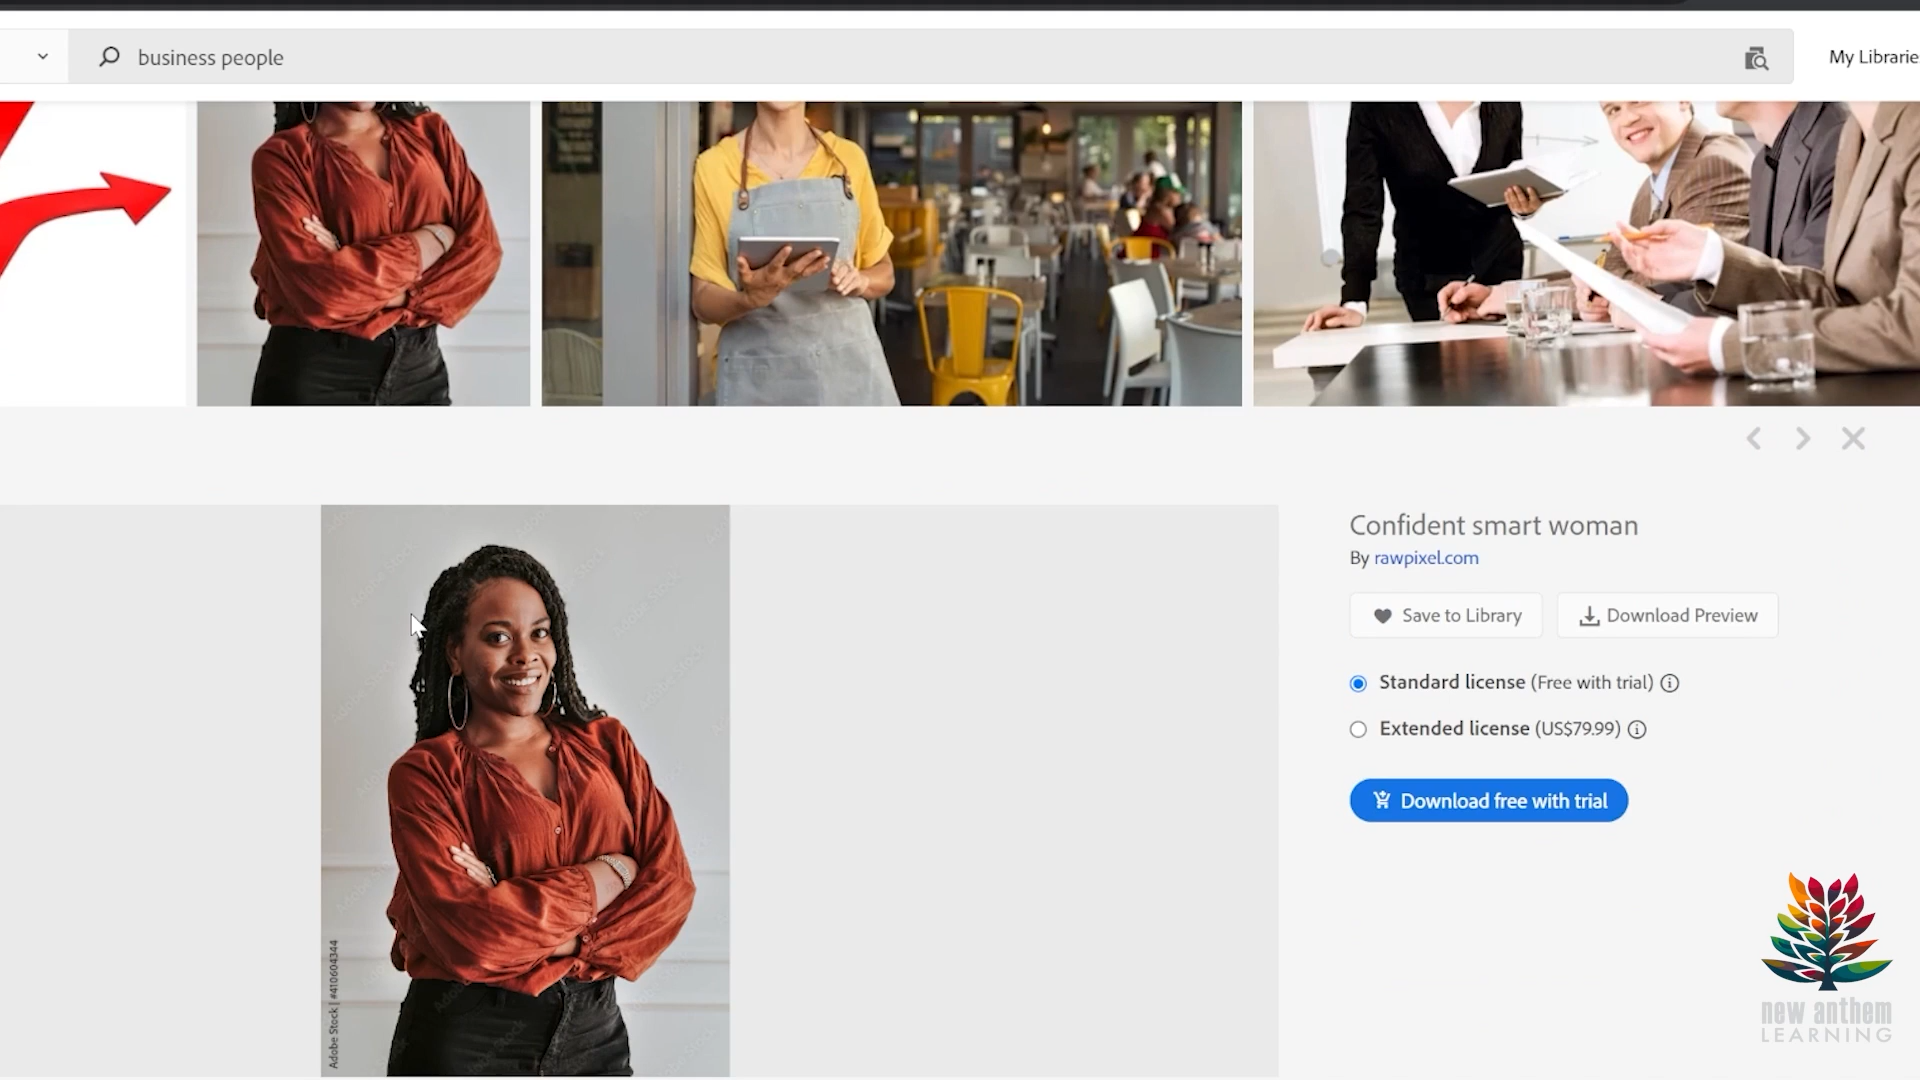 business people
My Librarie
Confident smart woman
By rawpixel.com
Save to Library
Download Preview
Standard license (Free with trial)
Extended license (US$79.99)
Download free with trial
Adobe Stock | #410604344
new anthem
LEARNING